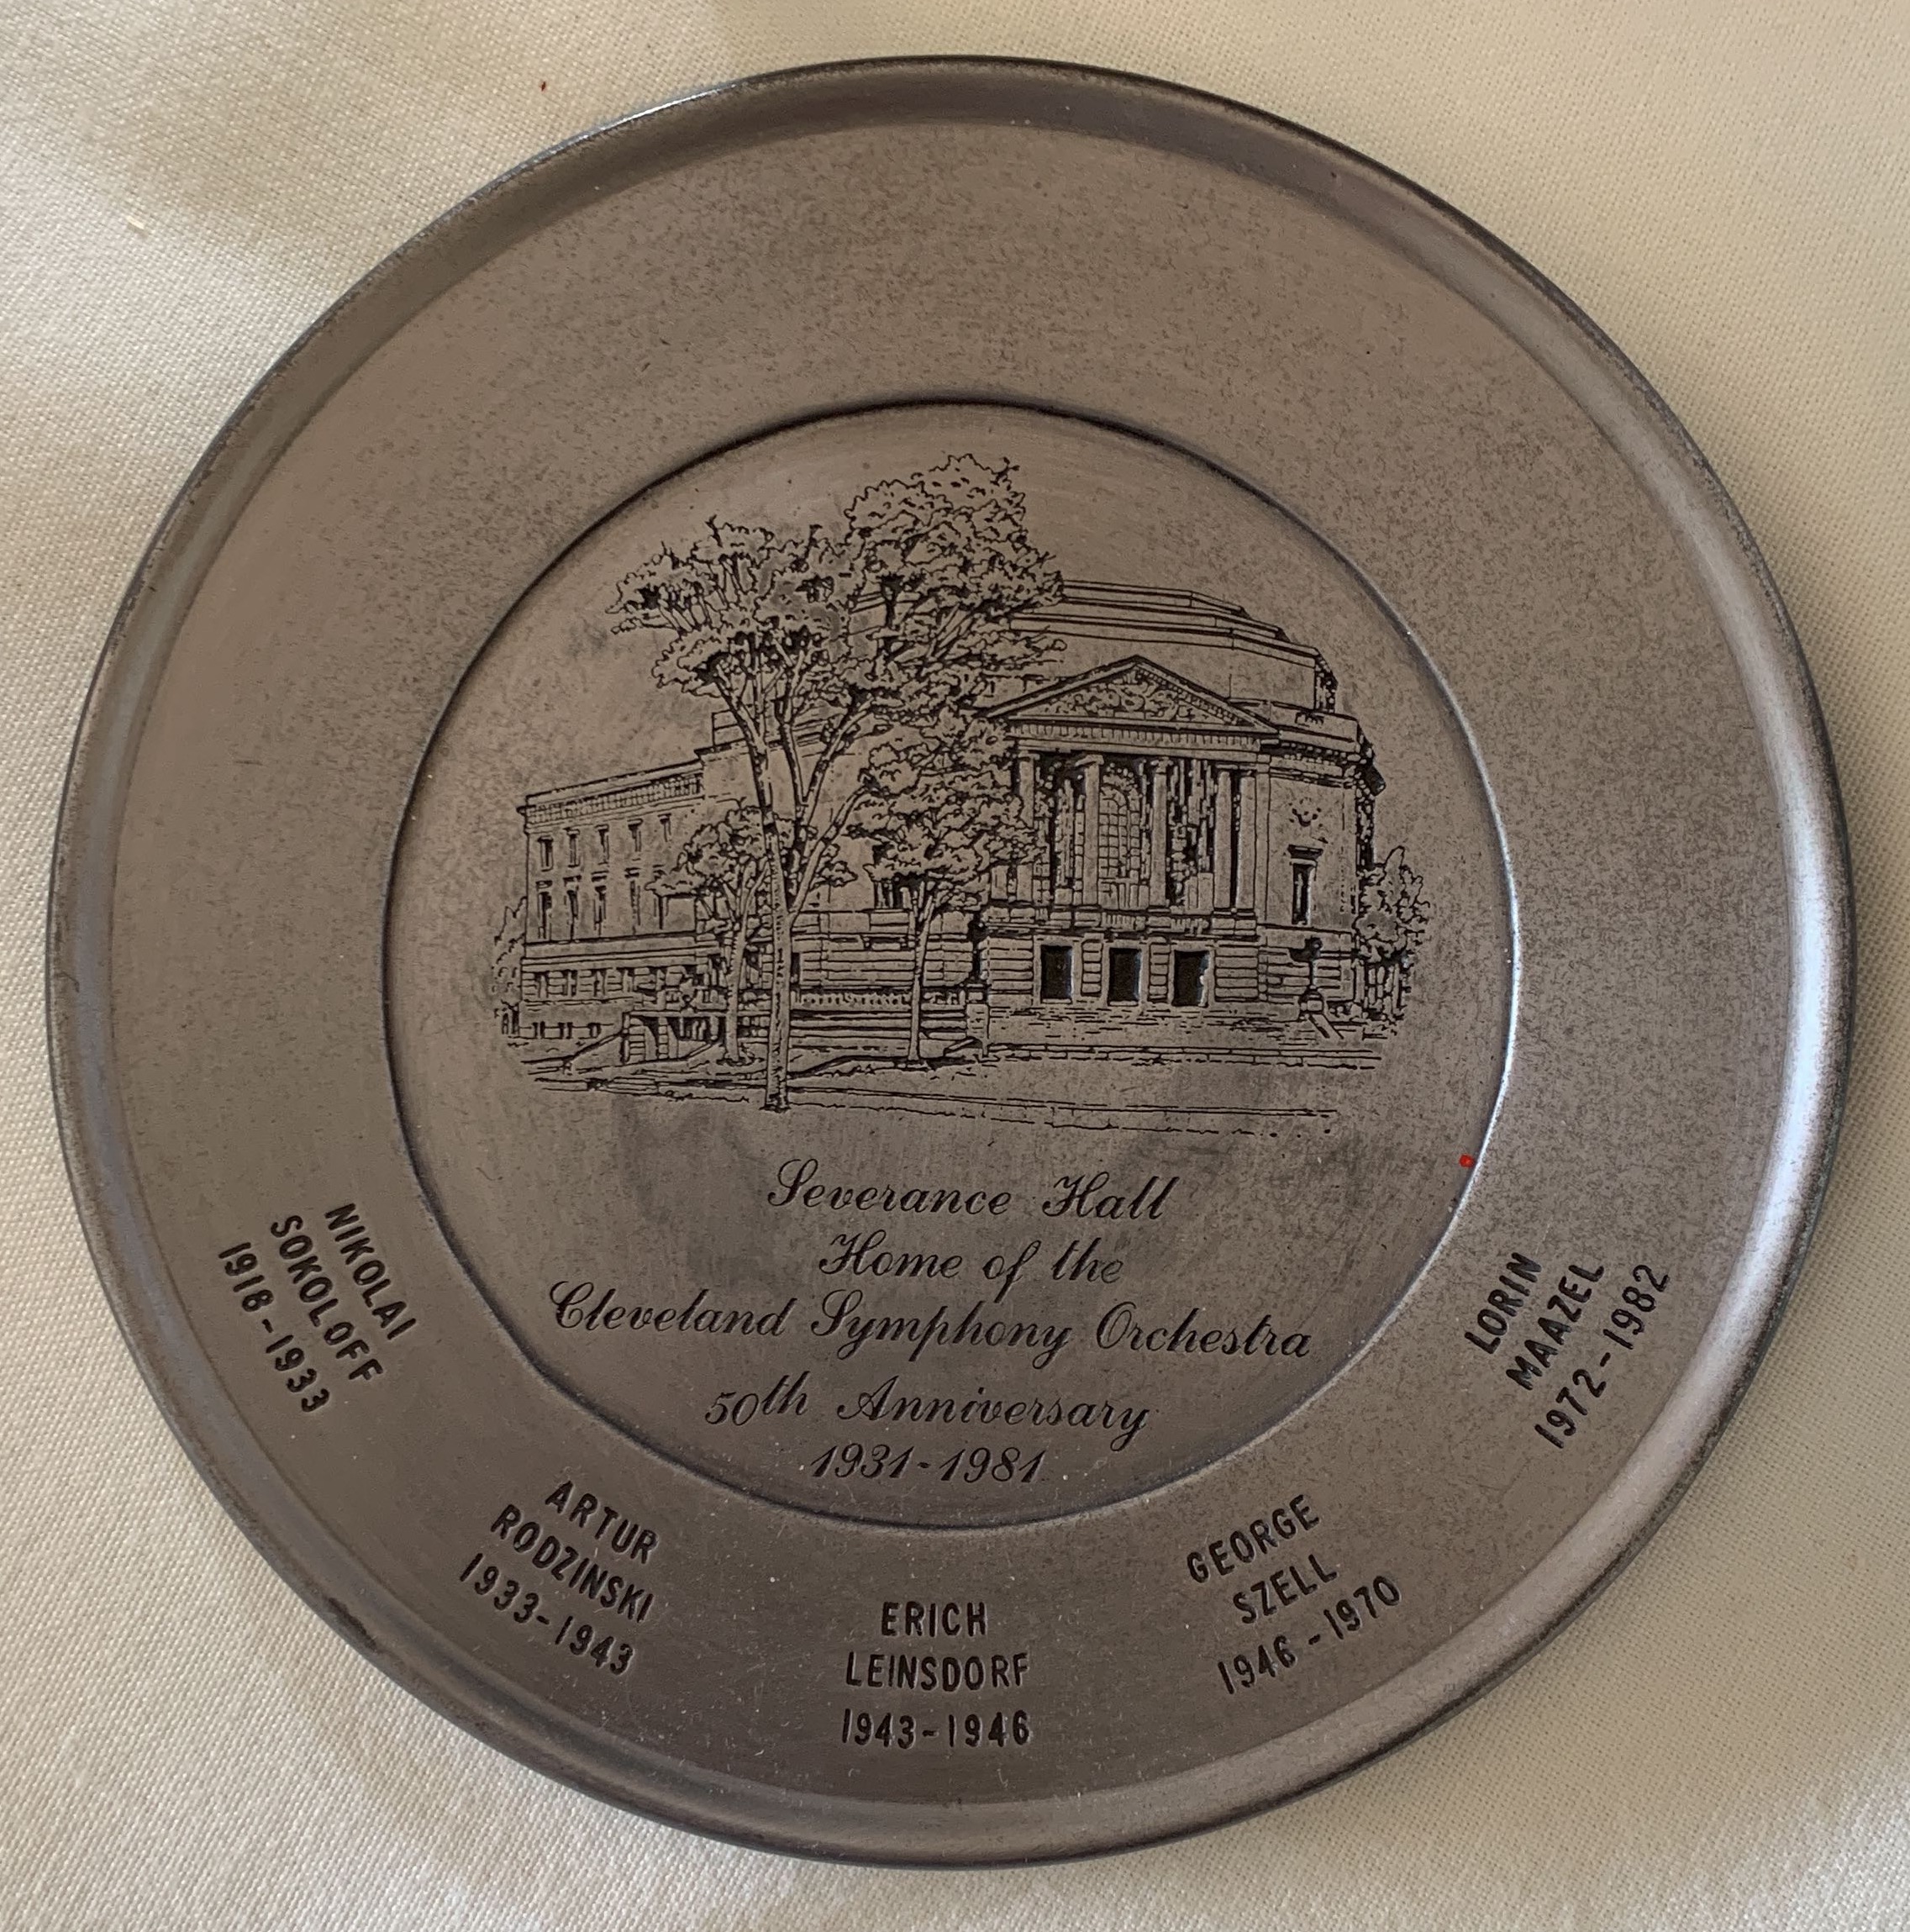 Severance Hall
Home of the
Cleveland Symphony Orchestra
50th Anniversary
1931-1981
NIKOLAI
SOKOLOFF
1918-1933
ARTUR
RODZINSKI
1933-1943
ERICH
LEINSDORF
1943-1946
GEORGE
SZELL
1946-1970
LORIN
MAAZEL
1972-1982